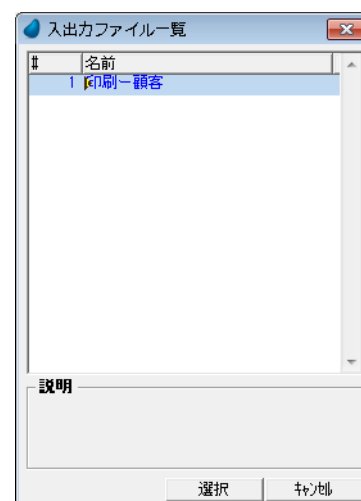 入出力ファイル一覧
# 名前
1 印刷ー顧客
説明
選択 ｷｬﾝｾﾙ